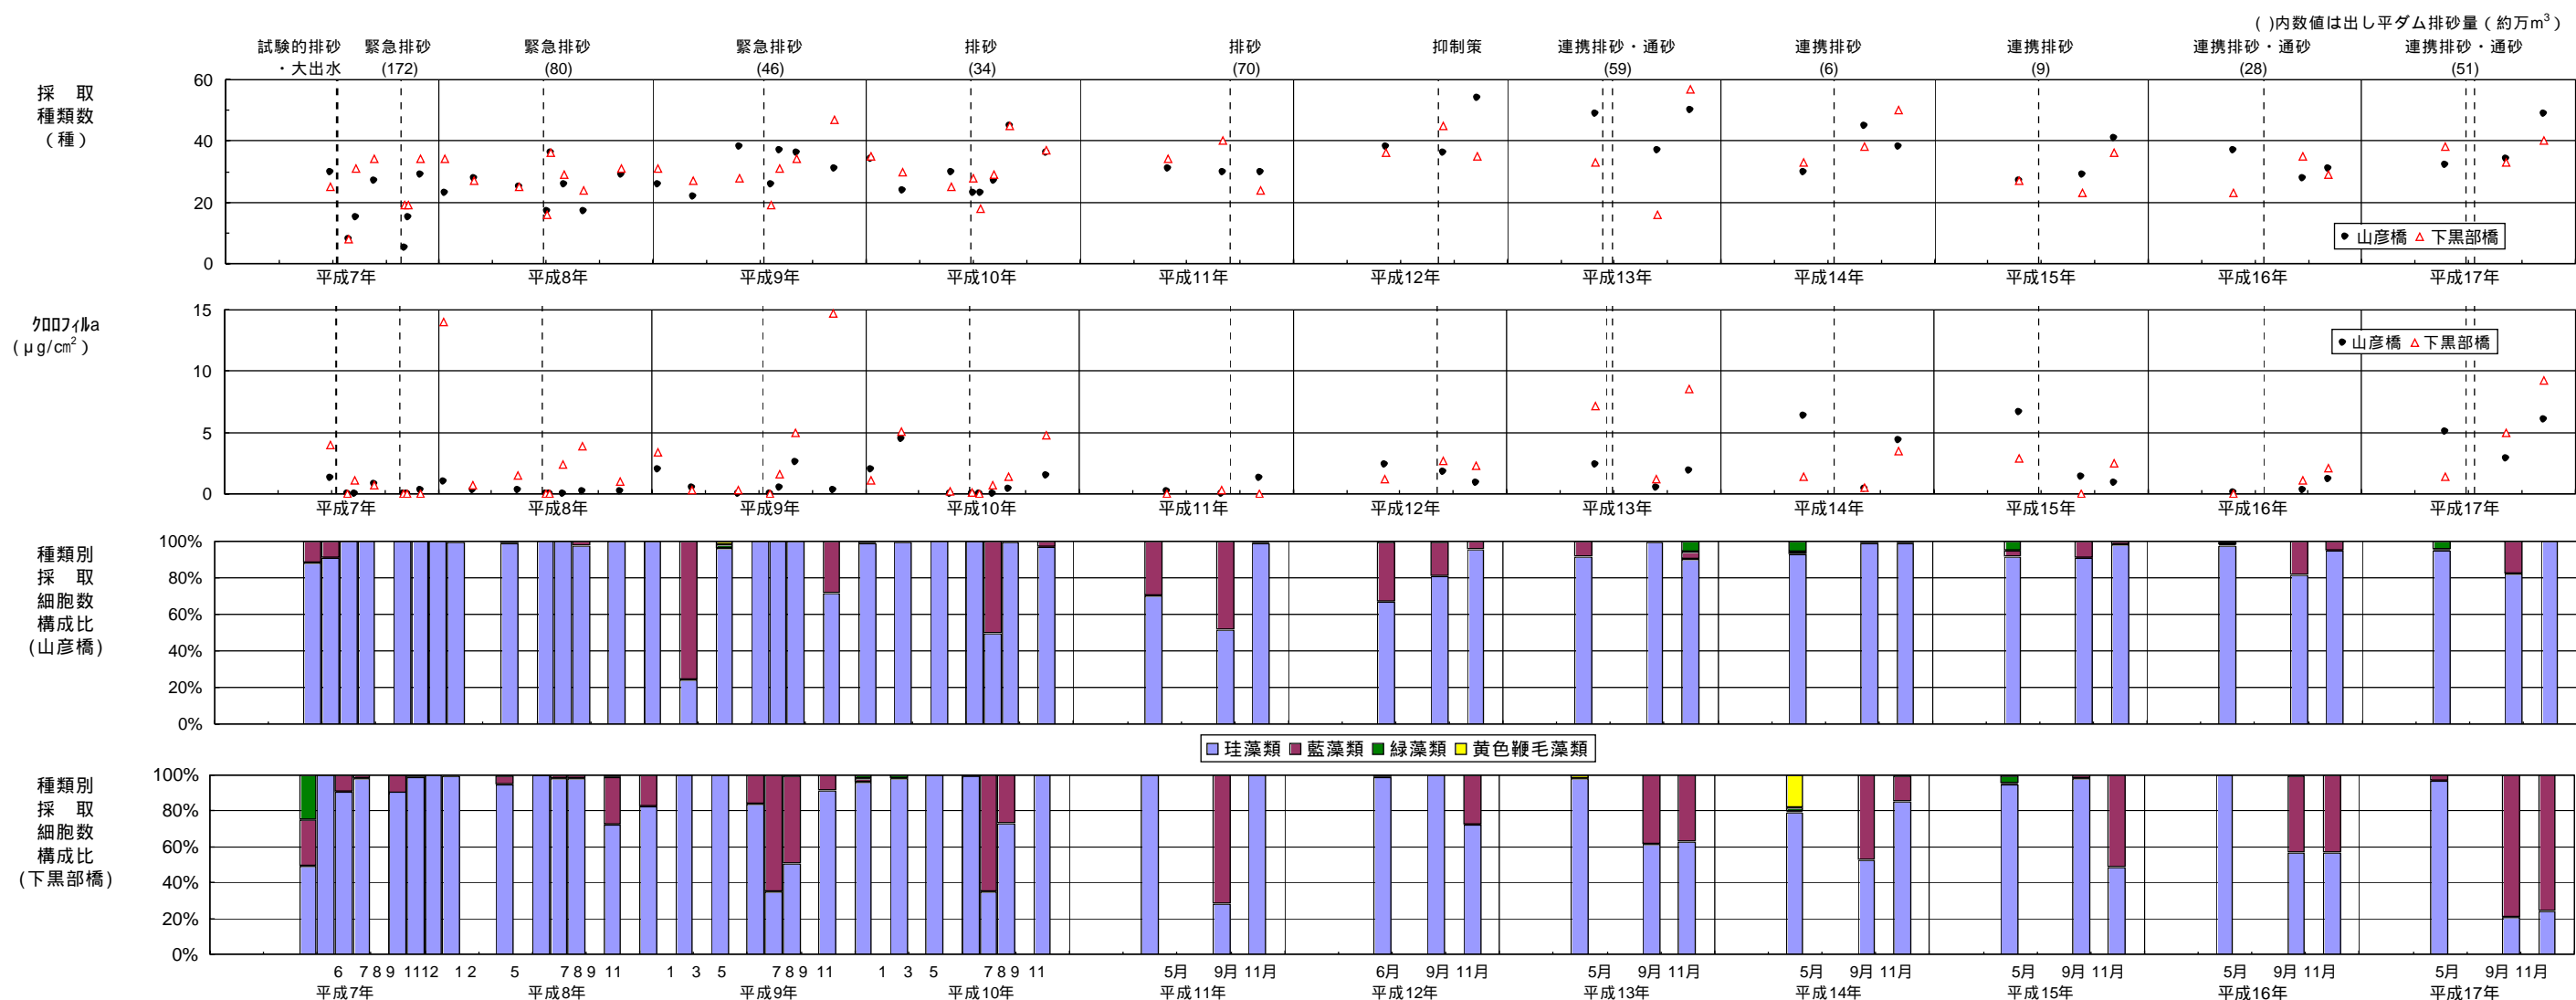 ( )内数値は出し平ダム排砂量（約万m³）
試験的排砂 緊急排砂 緊急排砂 緊急排砂 排砂 排砂 抑制策 連携排砂・通砂 連携排砂 連携排砂 連携排砂・通砂 連携排砂・通砂
・大出水 (172) (80) (46) (34) (70) (59) (6) (9) (28) (51)
採 取
種類数
（種）
60
40
20
0
山彦橋 下黒部橋
平成7年 平成8年 平成9年 平成10年 平成11年 平成12年 平成13年 平成14年 平成15年 平成16年 平成17年
ｸﾛﾛﾌｨﾙa
(μg/c㎡)
15
10
5
0
山彦橋 下黒部橋
平成7年 平成8年 平成9年 平成10年 平成11年 平成12年 平成13年 平成14年 平成15年 平成16年 平成17年
種類別
採 取
細胞数
構成比
(山彦橋)
100%
80%
60%
40%
20%
0%
珪藻類 藍藻類 緑藻類 黄色鞭毛藻類
種類別
採 取
細胞数
構成比
(下黒部橋)
100%
80%
60%
40%
20%
0%
6 7 8 9 11 12 1 2 5 7 8 9 11 1 3 5 7 8 9 11 1 3 5 7 8 9 11 5月 9月 11月 6月 9月 11月 5月 9月 11月 5月 9月 11月 5月 9月 11月 5月 9月 11月 5月 9月 11月
平成7年 平成8年 平成9年 平成10年 平成11年 平成12年 平成13年 平成14年 平成15年 平成16年 平成17年